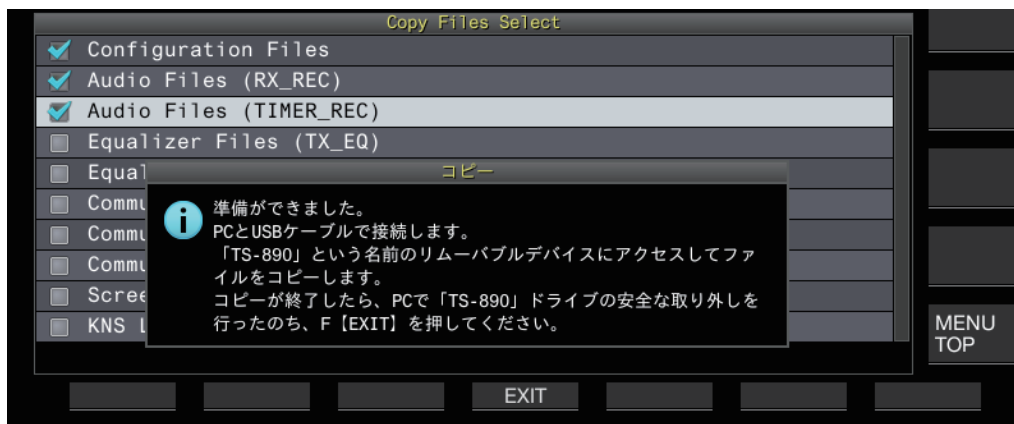 Copy Files Select
Configuration Files
Audio Files (RX_REC)
Audio Files (TIMER_REC)
Equalizer Files (TX_EQ)
コピー
準備ができました。
PCとUSBケーブルで接続します。
「TS-890」という名前のリムーバブルデバイスにアクセスしてファ
イルをコピーします。
コピーが終了したら、PCで「TS-890」ドライブの安全な取り外しを
行ったのち、F【EXIT】を押してください。
KNS
MENU
TOP
EXIT